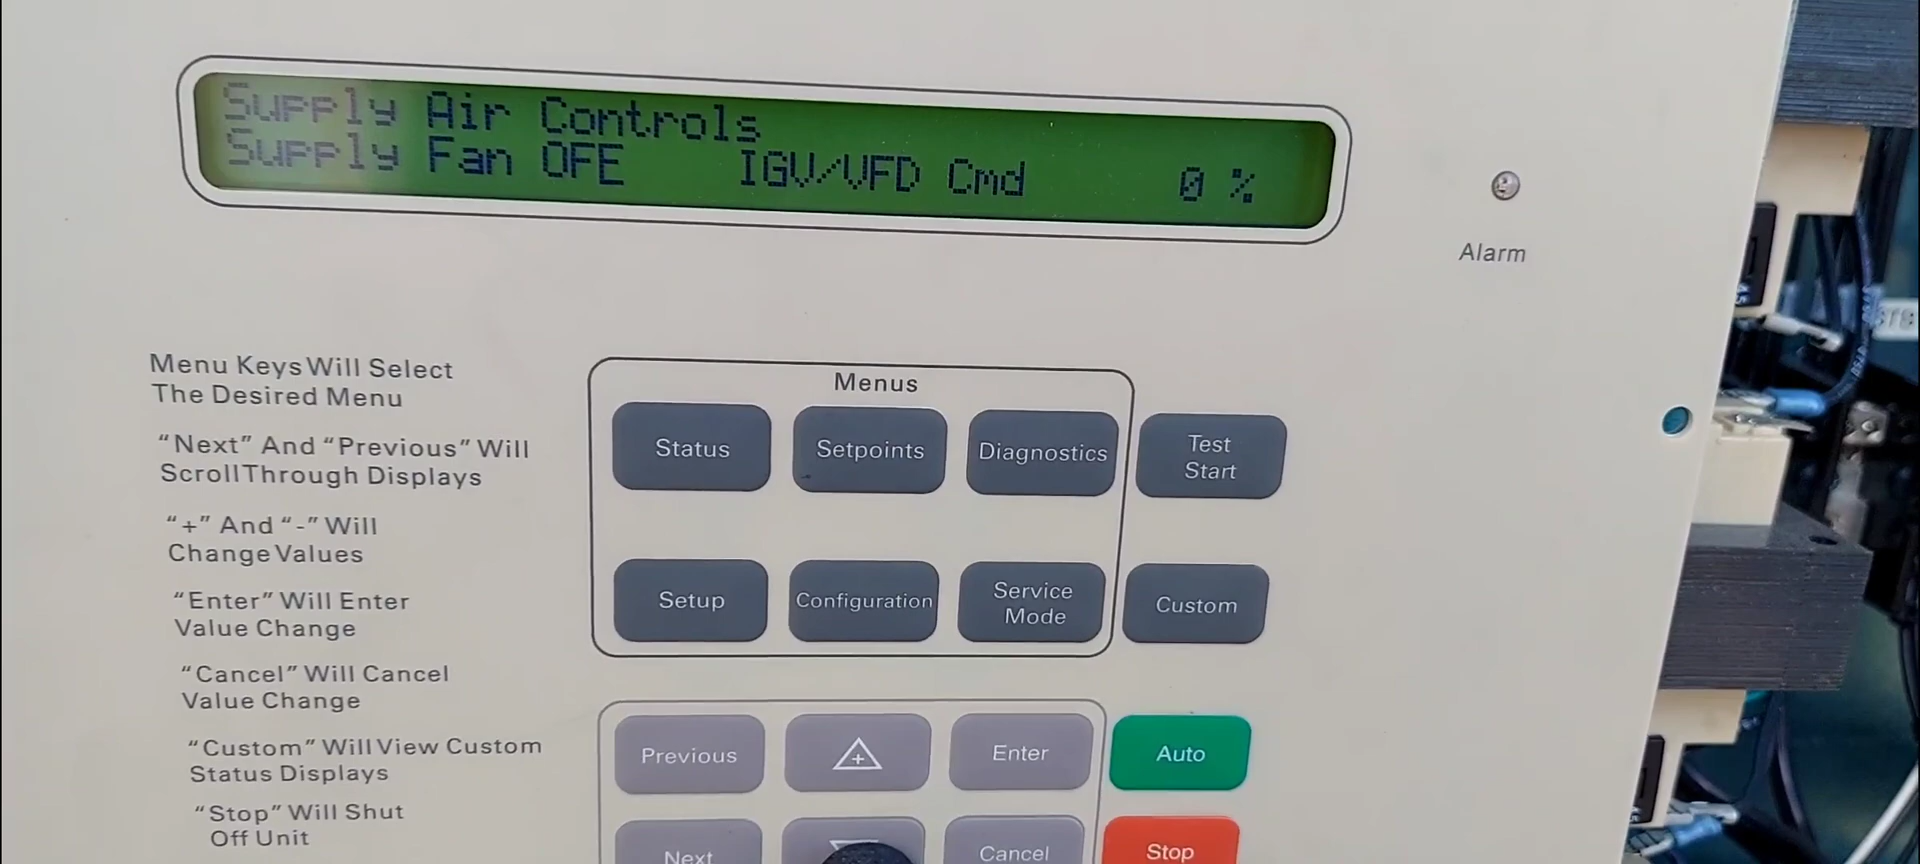 Supply Air Controls
Supply Fan OFF IGV/VFD Cmd 0 %
Alarm
Menu Keys Will Select
The Desired Menu
“Next” And “Previous” Will
Scroll Through Displays
“+” And “-” Will
Change Values
“Enter” Will Enter
Value Change
“Cancel” Will Cancel
Value Change
“Custom” Will View Custom
Status Displays
“Stop” Will Shut
Off Unit
Menus
Status Setpoints Diagnostics Test
Start
Setup Configuration Service
Mode Custom
Previous + Enter Auto
Next Cancel Stop